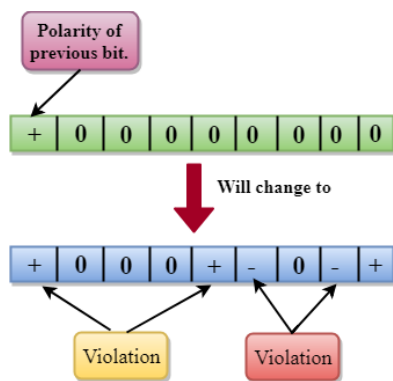 Polarity of
previous bit.
+ 0 0 0 0 0 0 0 0
Will change to
+ 0 0 0 + - 0 - +
Violation Violation